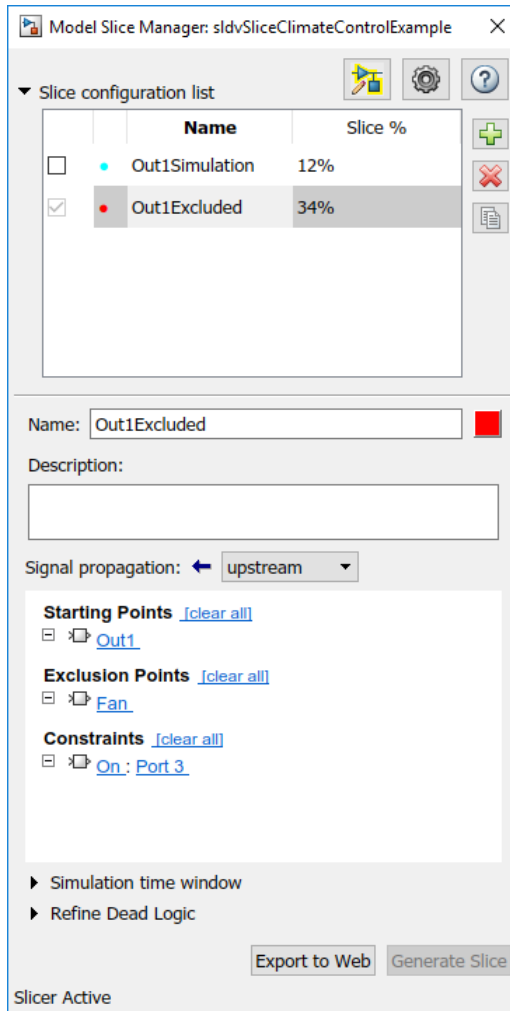 Model Slice Manager: sldvSliceClimateControlExample
Slice configuration list
Name Slice %
Out1Simulation 12%
Out1Excluded 34%
Name: Out1Excluded
Description:
Signal propagation: upstream
Starting Points [clear all]
Out1
Exclusion Points [clear all]
Fan
Constraints [clear all]
On : Port 3
Simulation time window
Refine Dead Logic
Export to Web Generate Slice
Slicer Active